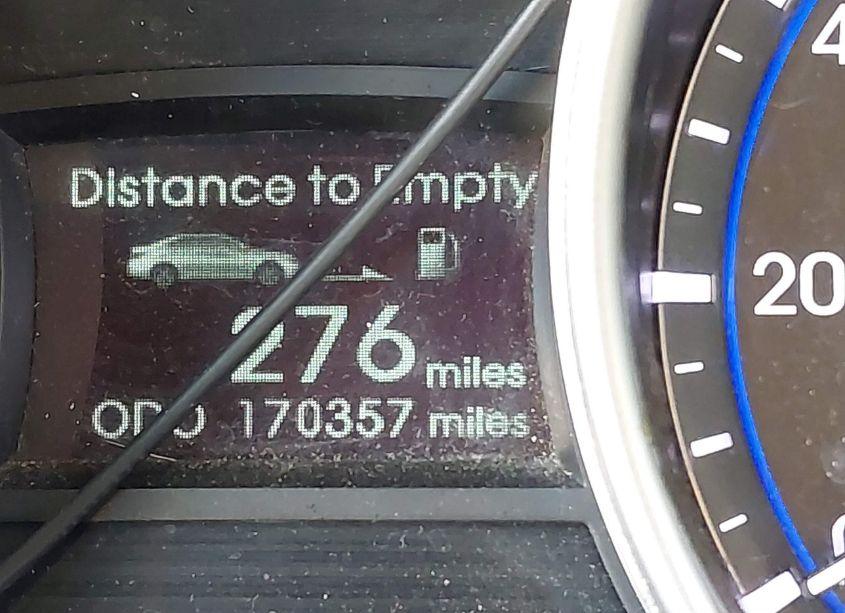 Distance to Empty
276 miles
ODO 170357 miles
20